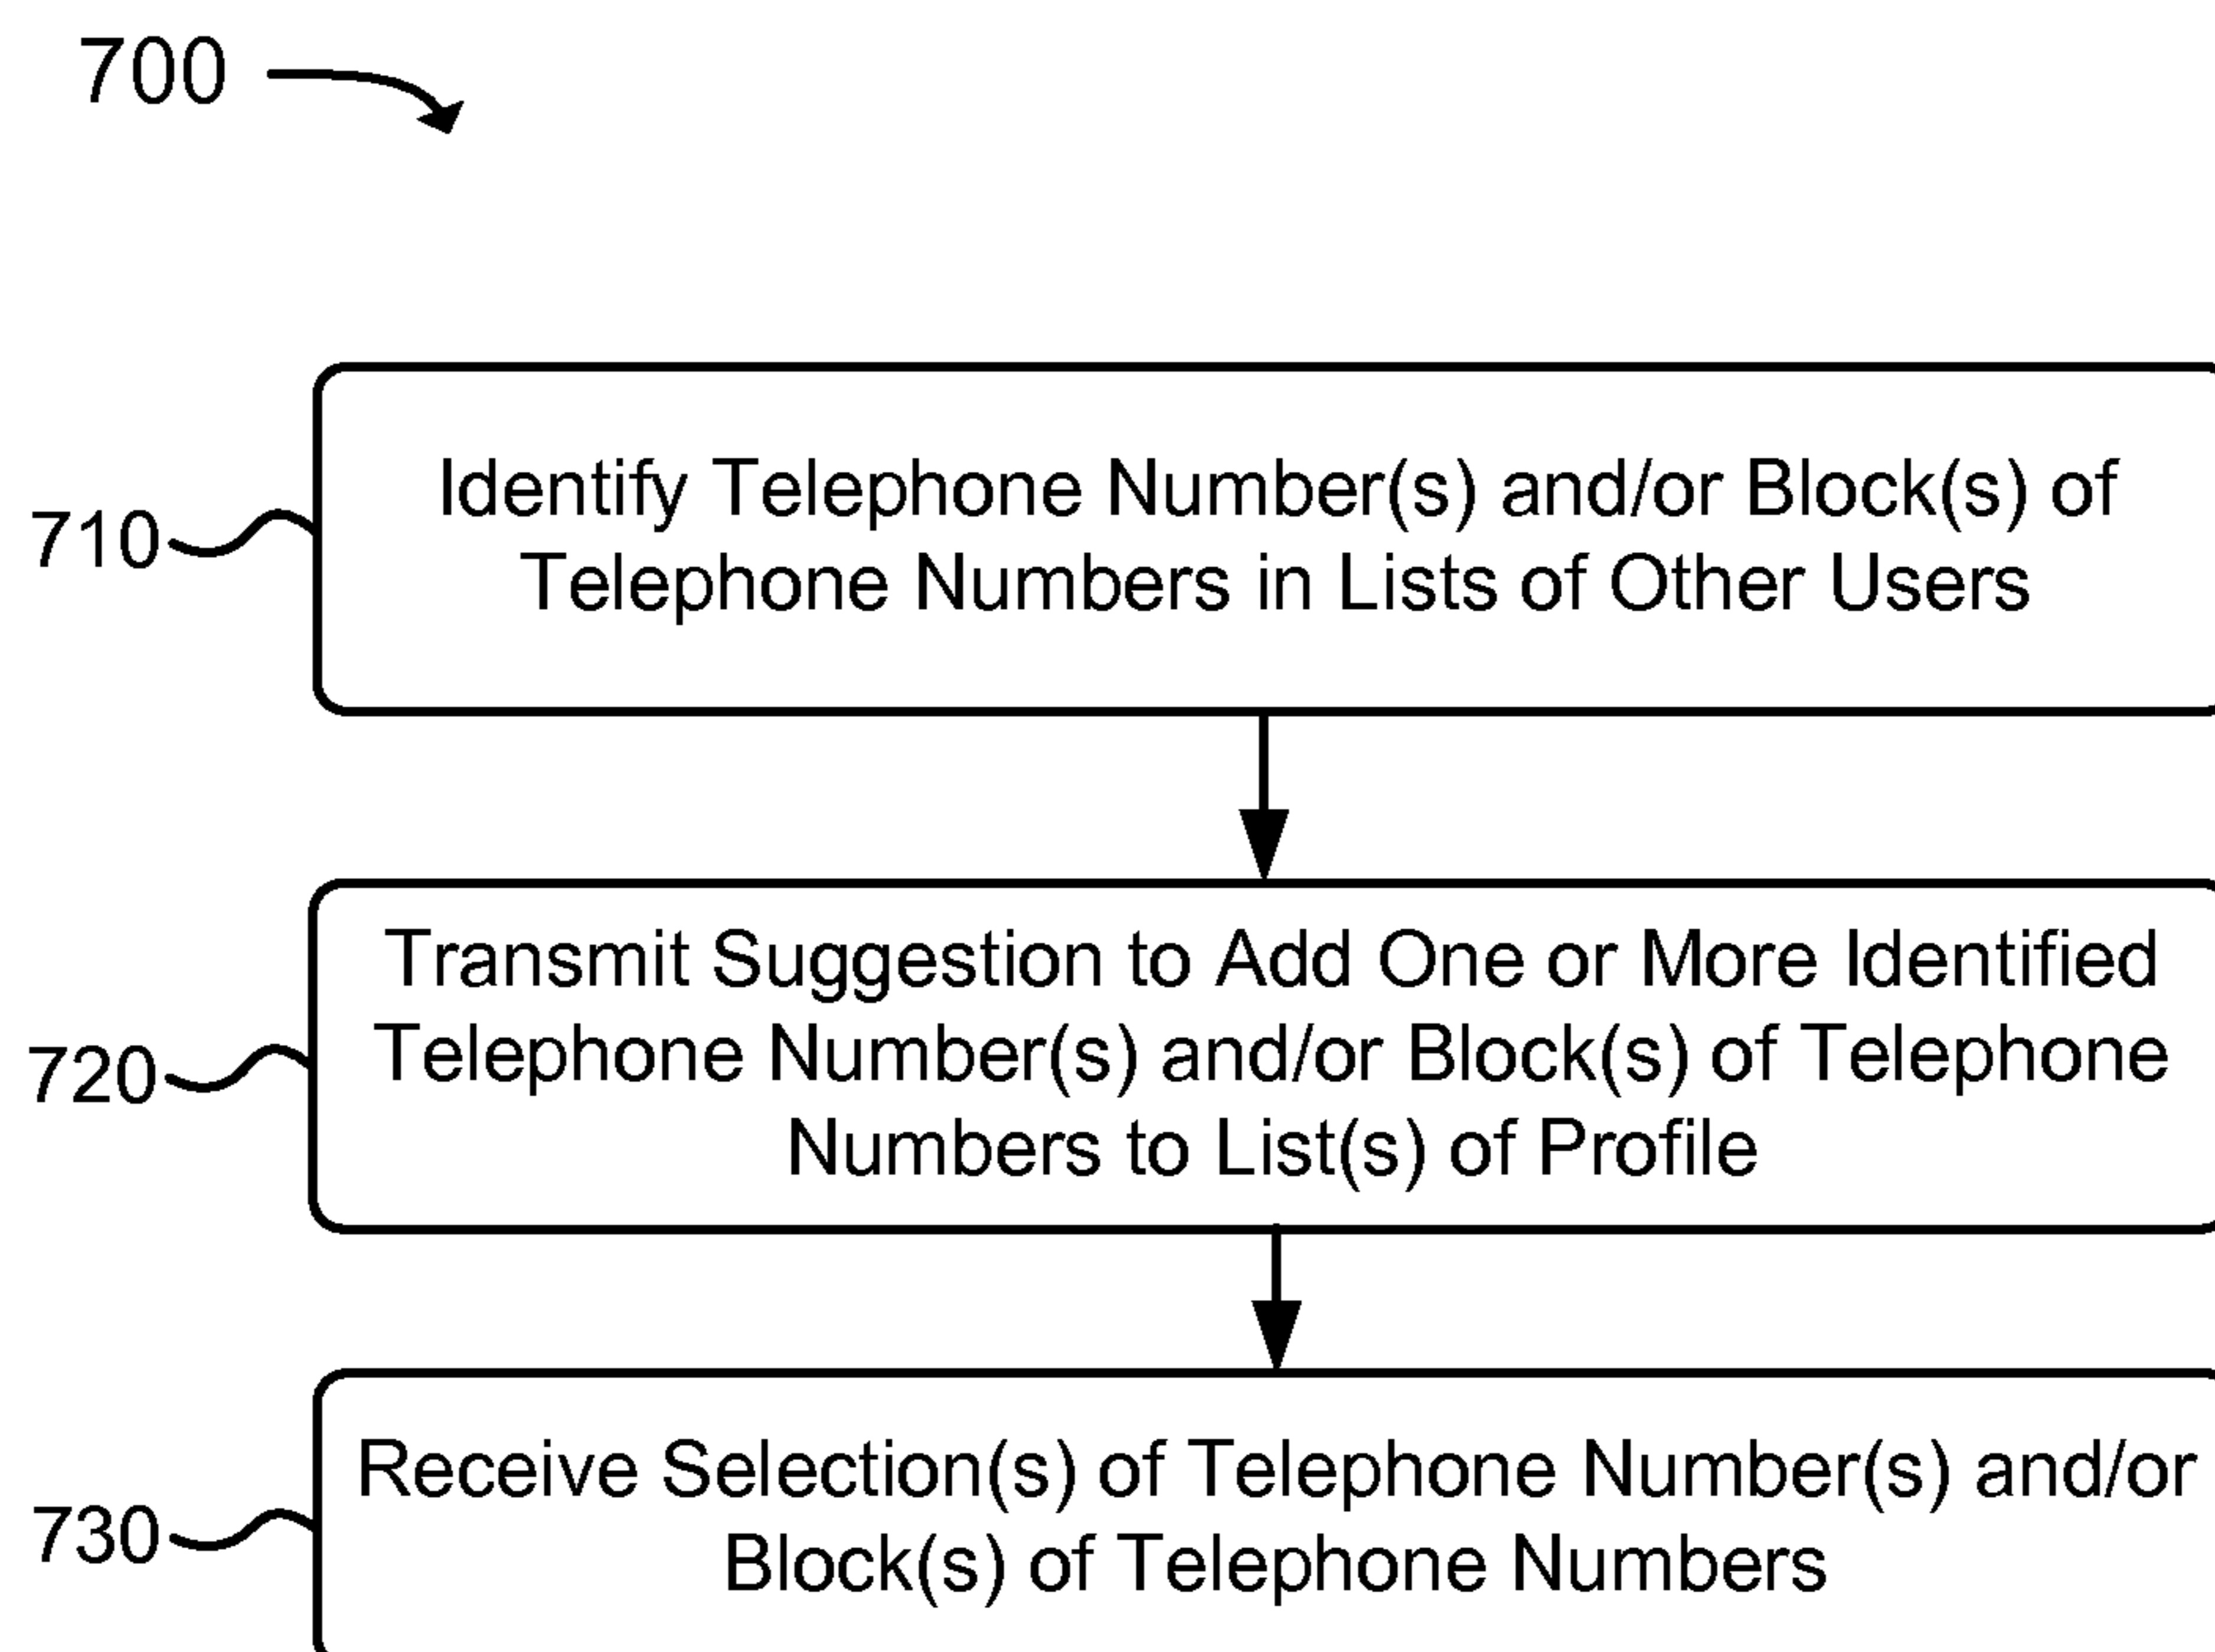 700
710
Identify Telephone Number(s) and/or Block(s) of
Telephone Numbers in Lists of Other Users
720
Transmit Suggestion to Add One or More Identified
Telephone Number(s) and/or Block(s) of Telephone
Numbers to List(s) of Profile
730
Receive Selection(s) of Telephone Number(s) and/or
Block(s) of Telephone Numbers